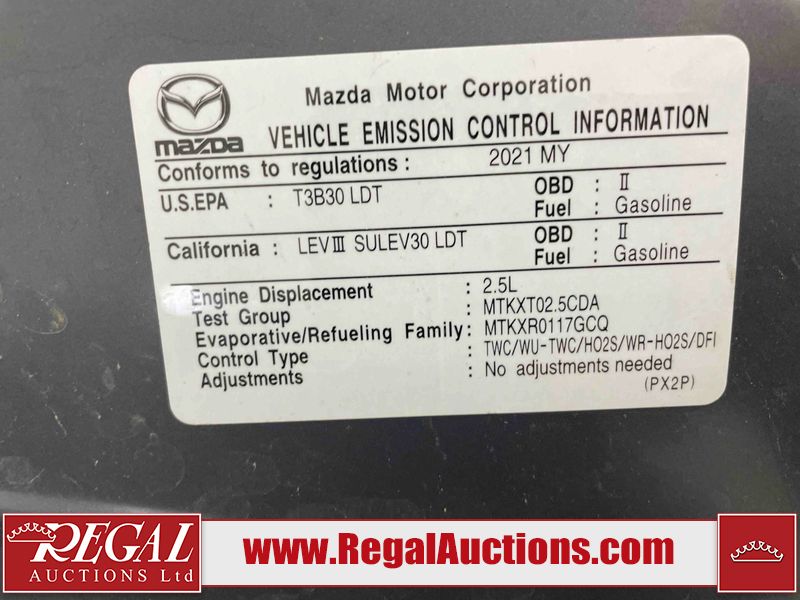 Mazda Motor Corporation
mazda
VEHICLE EMISSION CONTROL INFORMATION
Conforms to regulations : 2021 MY
U.S.EPA : T3B30 LDT OBD : II
Fuel : Gasoline
California : LEVIII SULEV30 LDT OBD : II
Fuel : Gasoline
Engine Displacement : 2.5L
Test Group : MTKXT02.5CDA
Evaporative/Refueling Family: MTKXR0117GCQ
Control Type : TWC/WU-TWC/HO2S/WR-HO2S/DFI
Adjustments : No adjustments needed
(PX2P)
REGAL
AUCTIONS Ltd
www.RegalAuctions.com